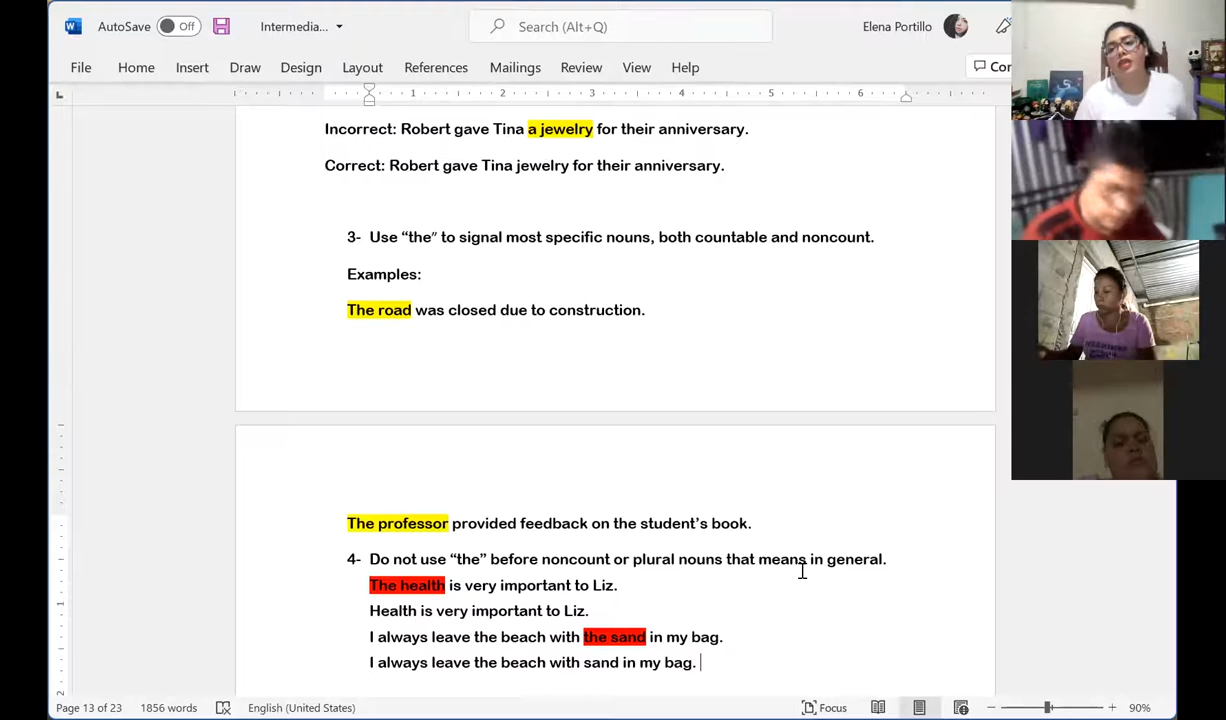 AutoSave Off Intermedia... Search (Alt+Q) Elena Portillo
File Home Insert Draw Design Layout References Mailings Review View Help
1 2 3 4 5 6
Incorrect: Robert gave Tina a jewelry for their anniversary.
Correct: Robert gave Tina jewelry for their anniversary.
3- Use “the” to signal most specific nouns, both countable and noncount.
Examples:
The road was closed due to construction.
The professor provided feedback on the student’s book.
4- Do not use “the” before noncount or plural nouns that means in general.
The health is very important to Liz.
Health is very important to Liz.
I always leave the beach with the sand in my bag.
I always leave the beach with sand in my bag.
Page 13 of 23 1856 words English (United States) Focus 90%